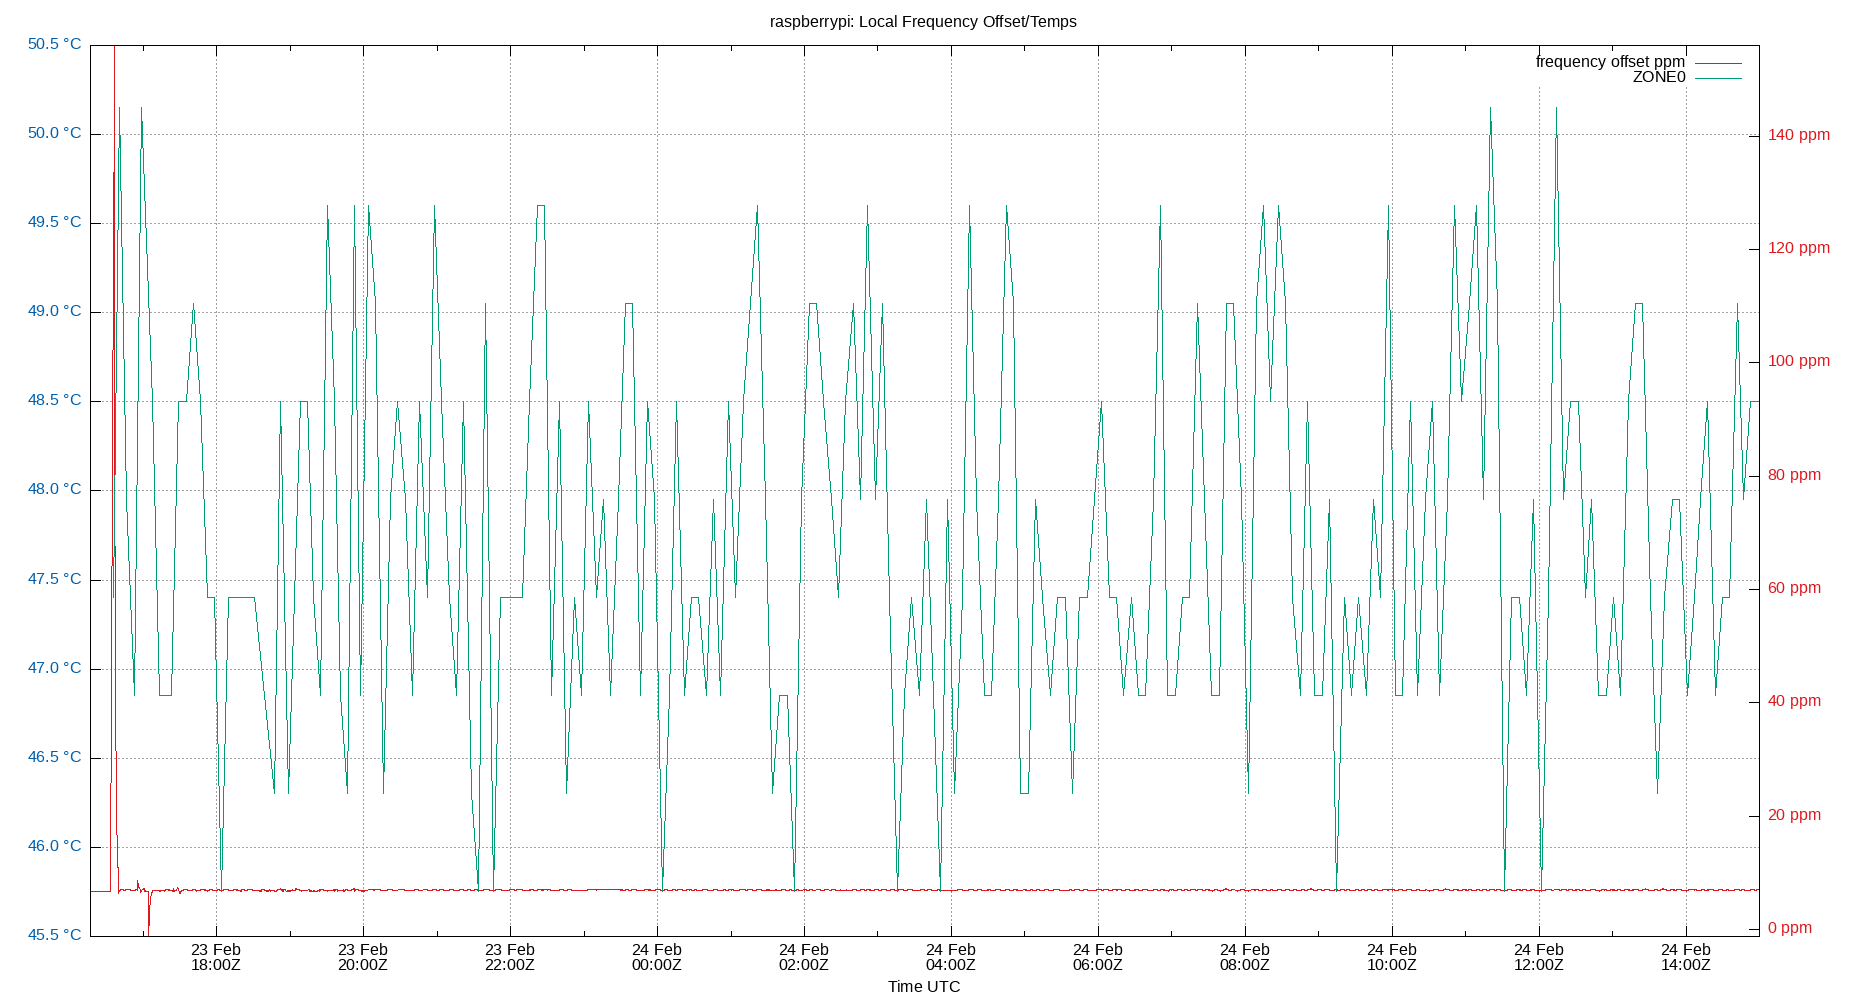 raspberrypi: Local Frequency Offset/Temps
50.5 °C
50.0 °C
49.5 °C
49.0 °C
48.5 °C
48.0 °C
47.5 °C
47.0 °C
46.5 °C
46.0 °C
45.5 °C
frequency offset ppm
ZONE0
140 ppm
120 ppm
100 ppm
80 ppm
60 ppm
40 ppm
20 ppm
0 ppm
23 Feb 23 Feb 23 Feb 24 Feb 24 Feb 24 Feb 24 Feb 24 Feb 24 Feb 24 Feb 24 Feb
18:00Z 20:00Z 22:00Z 00:00Z 02:00Z 04:00Z 06:00Z 08:00Z 10:00Z 12:00Z 14:00Z
Time UTC